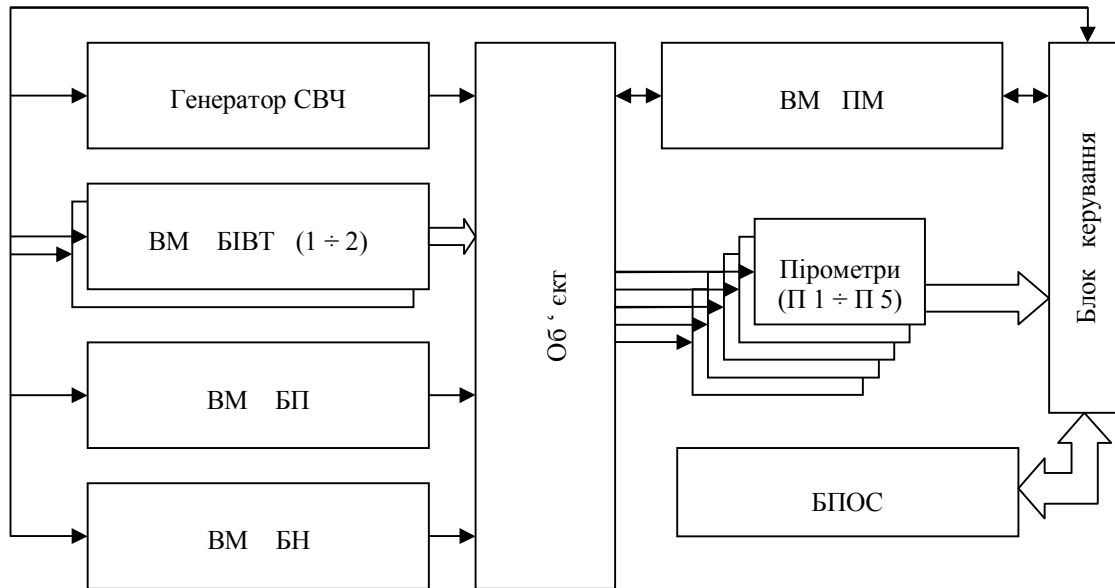 Генератор СВЧ
ВМ ПМ
ВМ БІВТ (1 ÷ 2)
Об ‘ єкт
Пірометри
(П 1 ÷ П 5)
Блок керування
ВМ БП
БПОС
ВМ БН